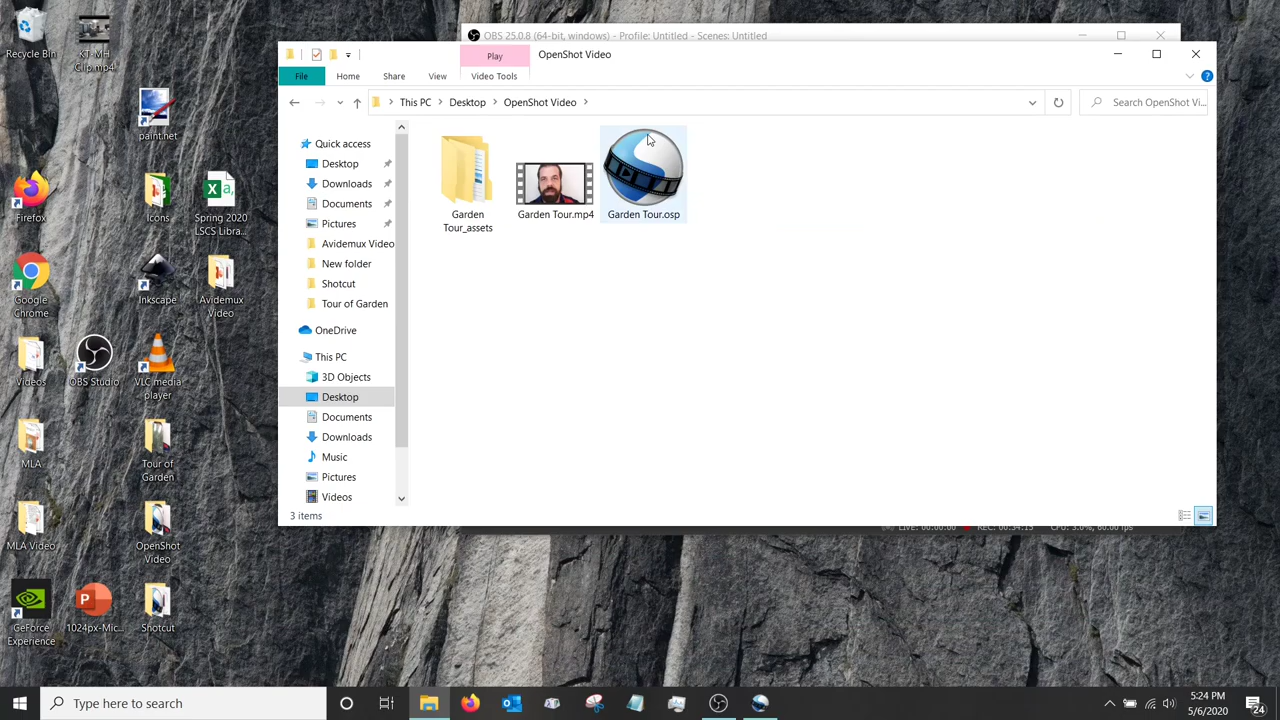 OBS 25.0.8 (64-bit, windows) - Profile: Untitled - Scenes: Untitled
Play
OpenShot Video
File
Home
Share
View
Video Tools
This PC
Desktop
OpenShot Video
Search OpenShot Vi...
Quick access
Desktop
Downloads
Documents
Pictures
Avidemux Video
New folder
Shotcut
Tour of Garden
OneDrive
This PC
3D Objects
Desktop
Documents
Downloads
Music
Pictures
Videos
Garden
Tour_assets
Garden Tour.mp4
Garden Tour.osp
3 items
LIVE: 00:00:00
REC: 00:34:15
CPU: 3.0%, 60.00 fps
Recycle Bin
KT-MH
Clip.mp4
paint.net
Firefox
Icons
Spring 2020
LSCS Libra...
Google
Chrome
Inkscape
Avidemux
Video
Videos
OBS Studio
VLC media
player
MLA
Tour of
Garden
MLA Video
OpenShot
Video
GeForce
Experience
1024px-Mic...
Shotcut
Type here to search
5:24 PM
5/6/2020
24